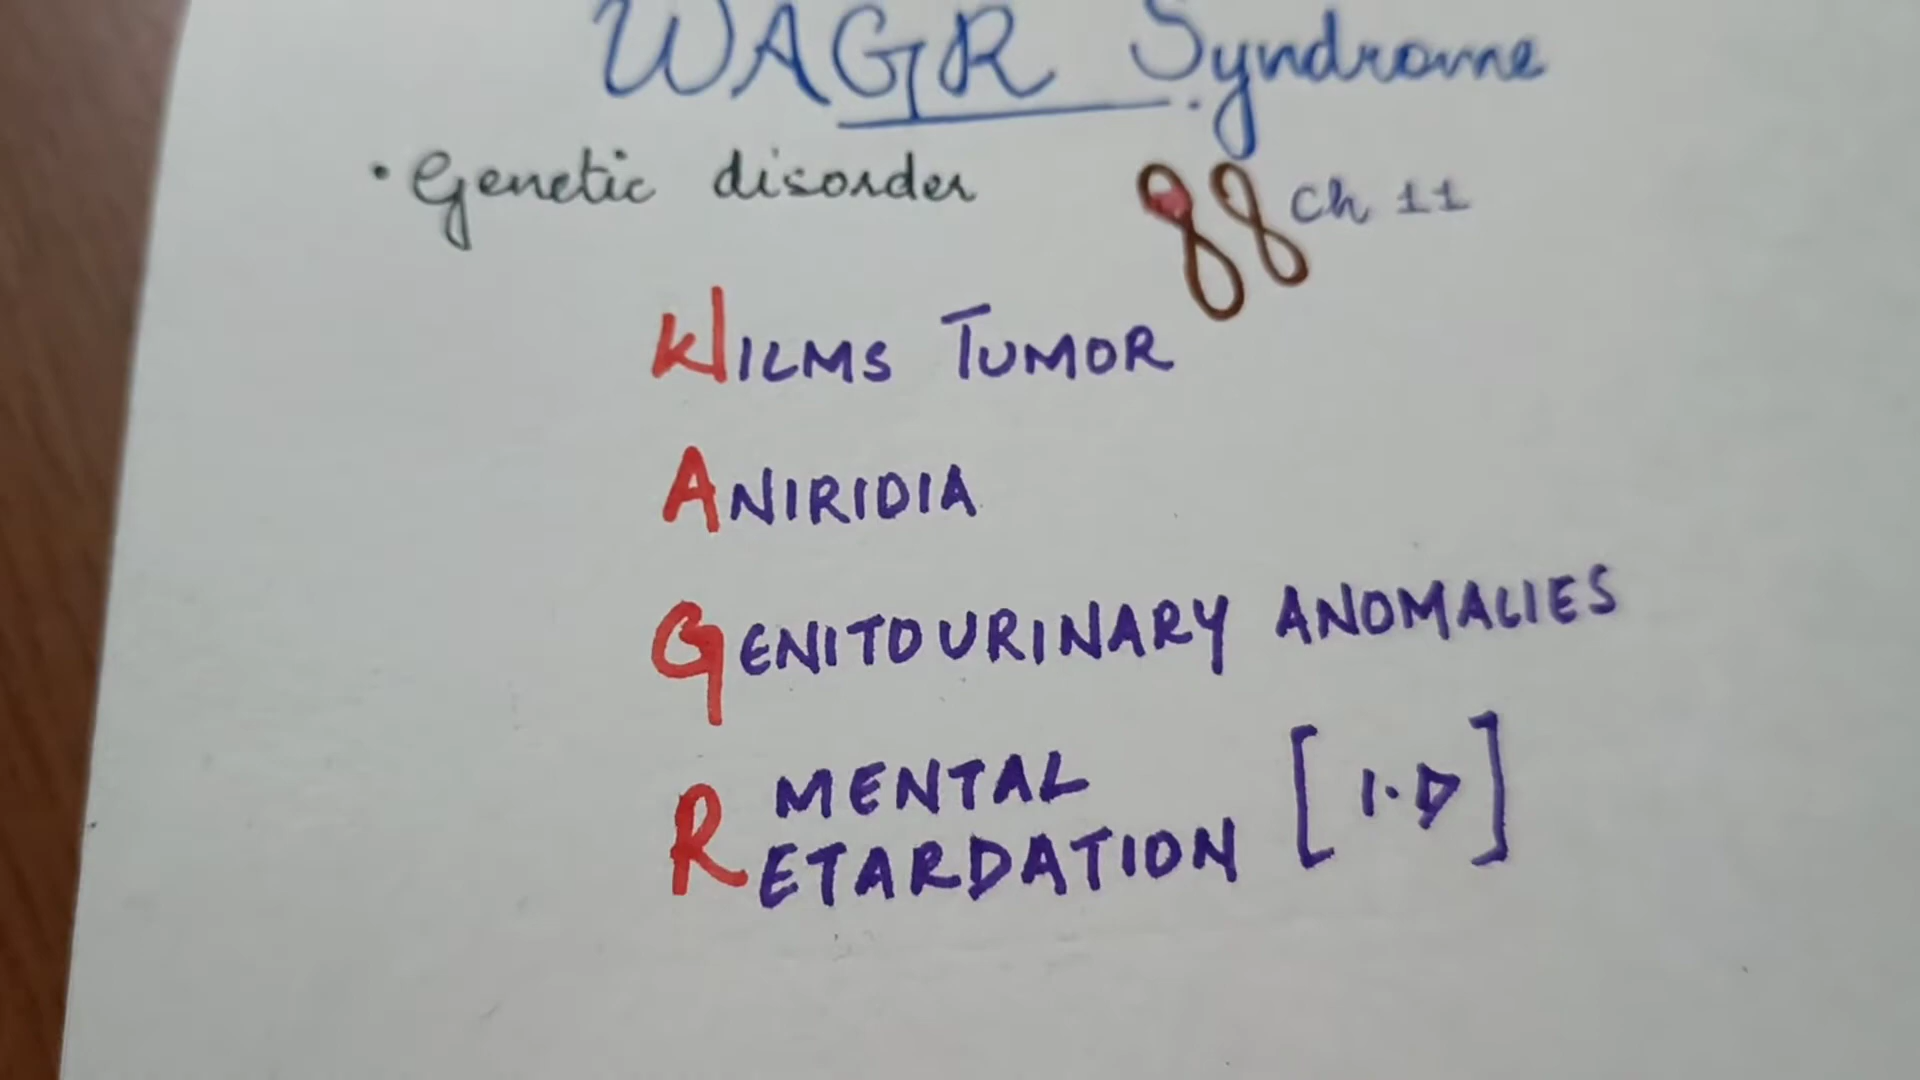 WAGR Syndrome
• Genetic disorder
Ch 11
WILMS TUMOR
ANIRIDIA
GENITOURINARY ANOMALIES
MENTAL
RETARDATION [I.D]